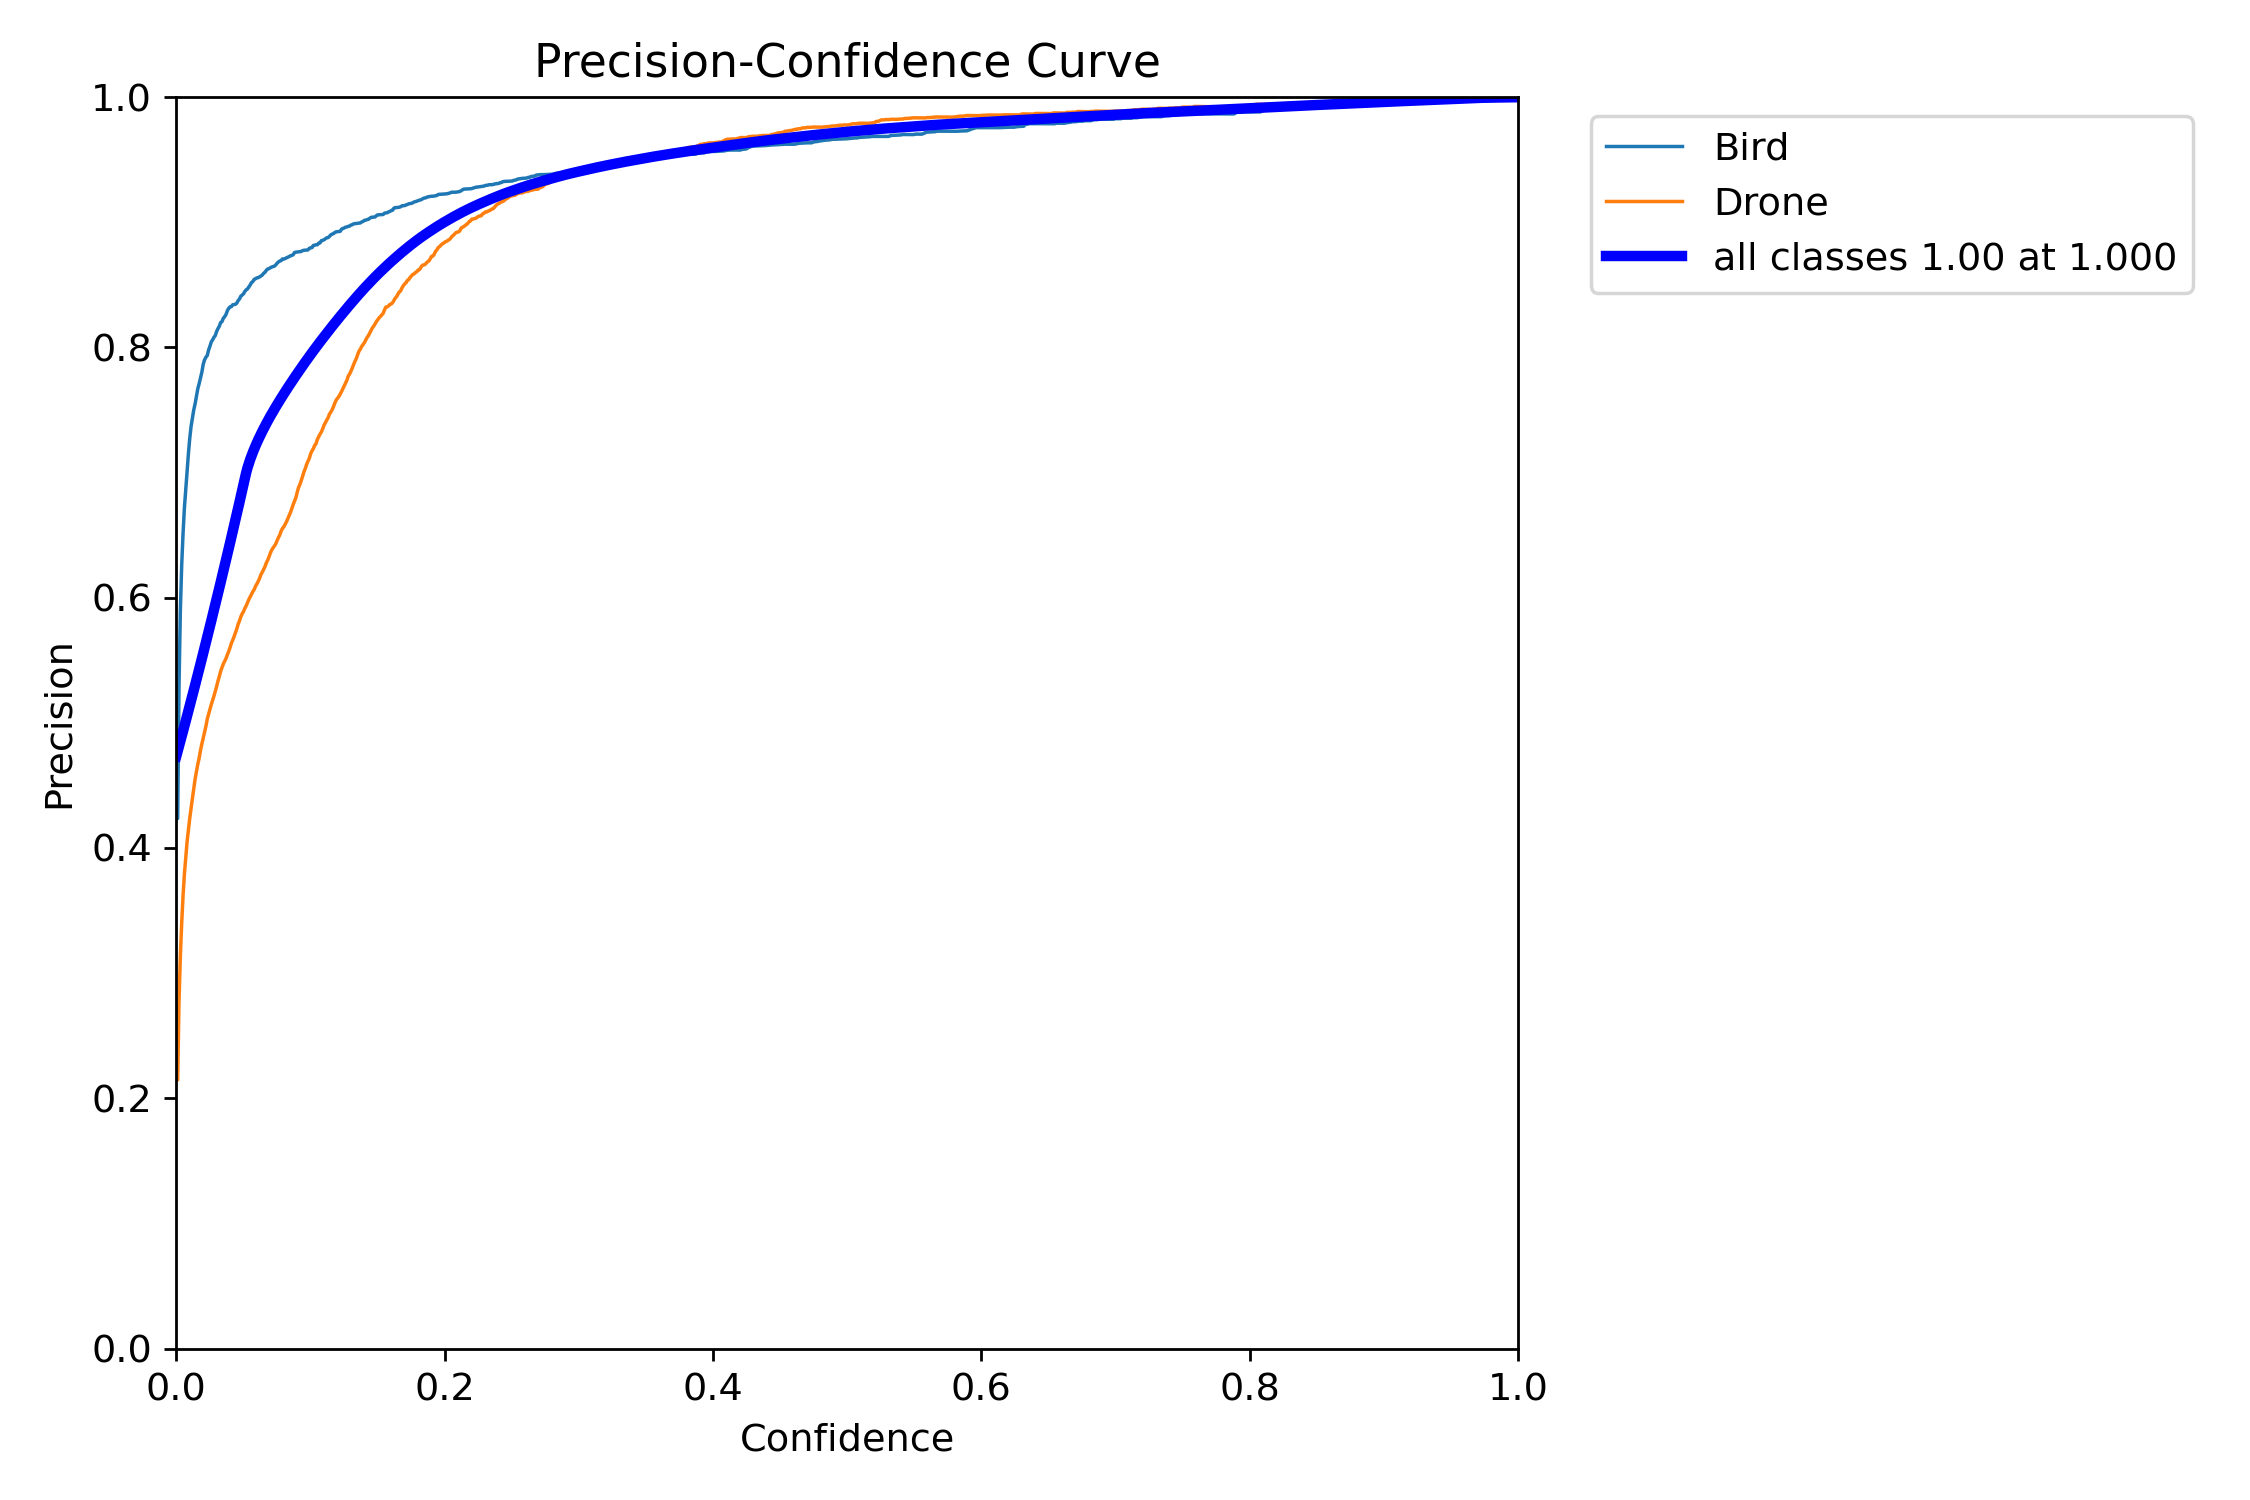 Precision-Confidence Curve
1.0
0.8
0.6
0.4
0.2
0.0
Precision
0.0 0.2 0.4 0.6 0.8 1.0
Confidence
Bird
Drone
all classes 1.00 at 1.000